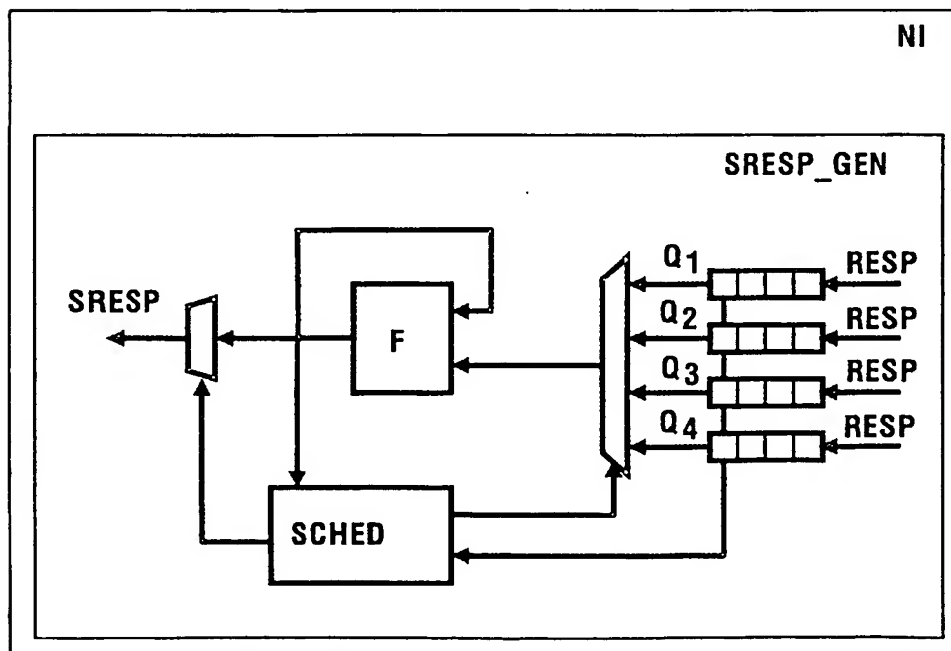 NI
SRESP_GEN
Q1 RESP
SRESP
Q2 RESP
F
Q3 RESP
Q4 RESP
SCHED